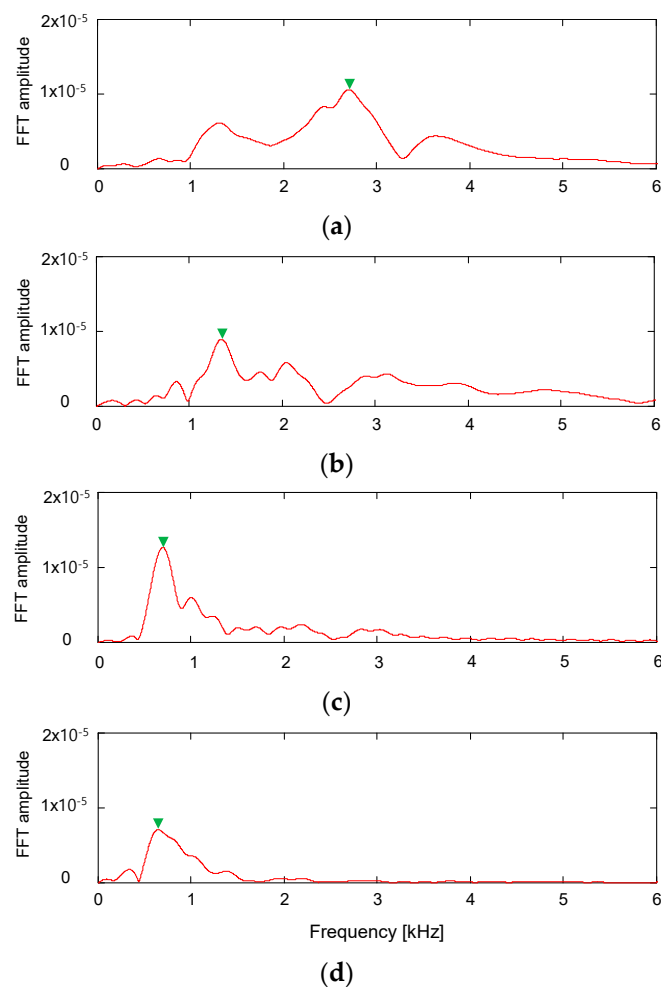 2x10-5
1x10-5
0
FFT amplitude
0 1 2 3 4 5 6
(a)
2x10-5
1x10-5
0
FFT amplitude
0 1 2 3 4 5 6
(b)
2x10-5
1x10-5
0
FFT amplitude
0 1 2 3 4 5 6
(c)
2x10-5
1x10-5
0
FFT amplitude
0 1 2 3 4 5 6
Frequency [kHz]
(d)